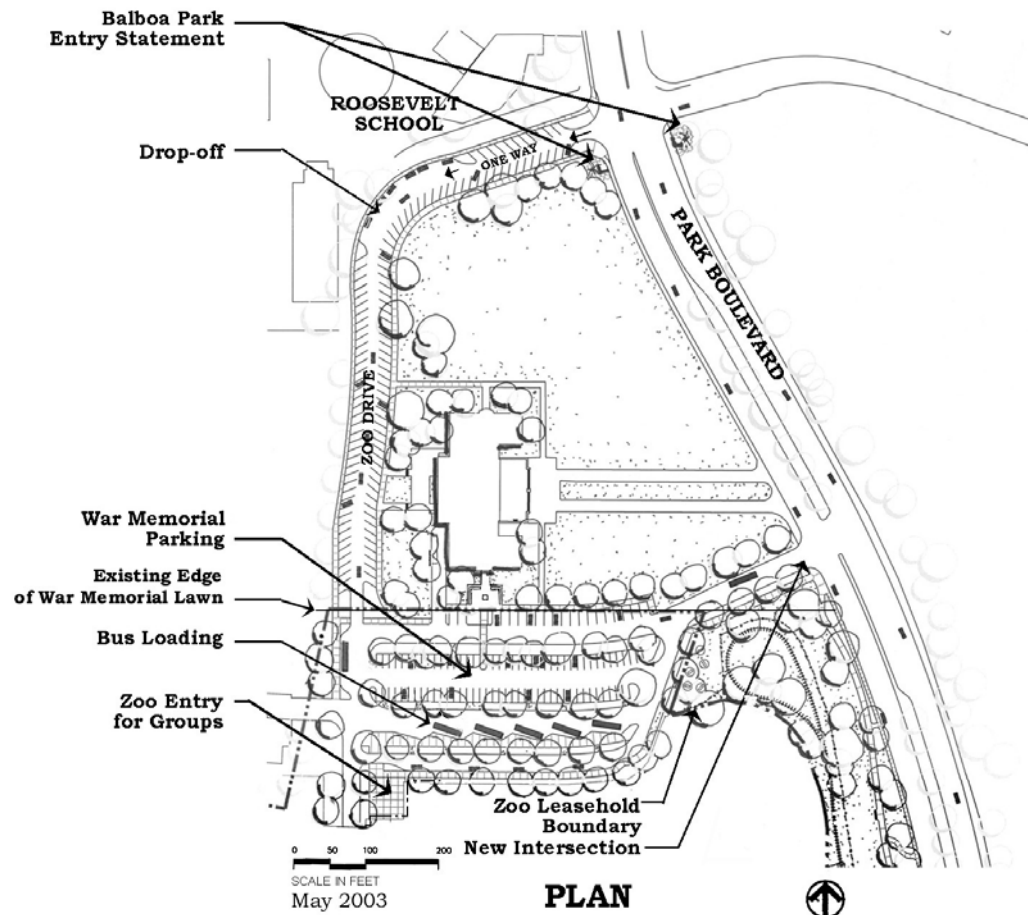 Balboa Park
Entry Statement
ROOSEVELT
SCHOOL
Drop-off
ONE WAY
PARK BOULEVARD
ZOO DRIVE
War Memorial
Parking
Existing Edge
of War Memorial Lawn
Bus Loading
Zoo Entry
for Groups
Zoo Leasehold
Boundary
New Intersection
0 50 100 200
SCALE IN FEET
May 2003
PLAN